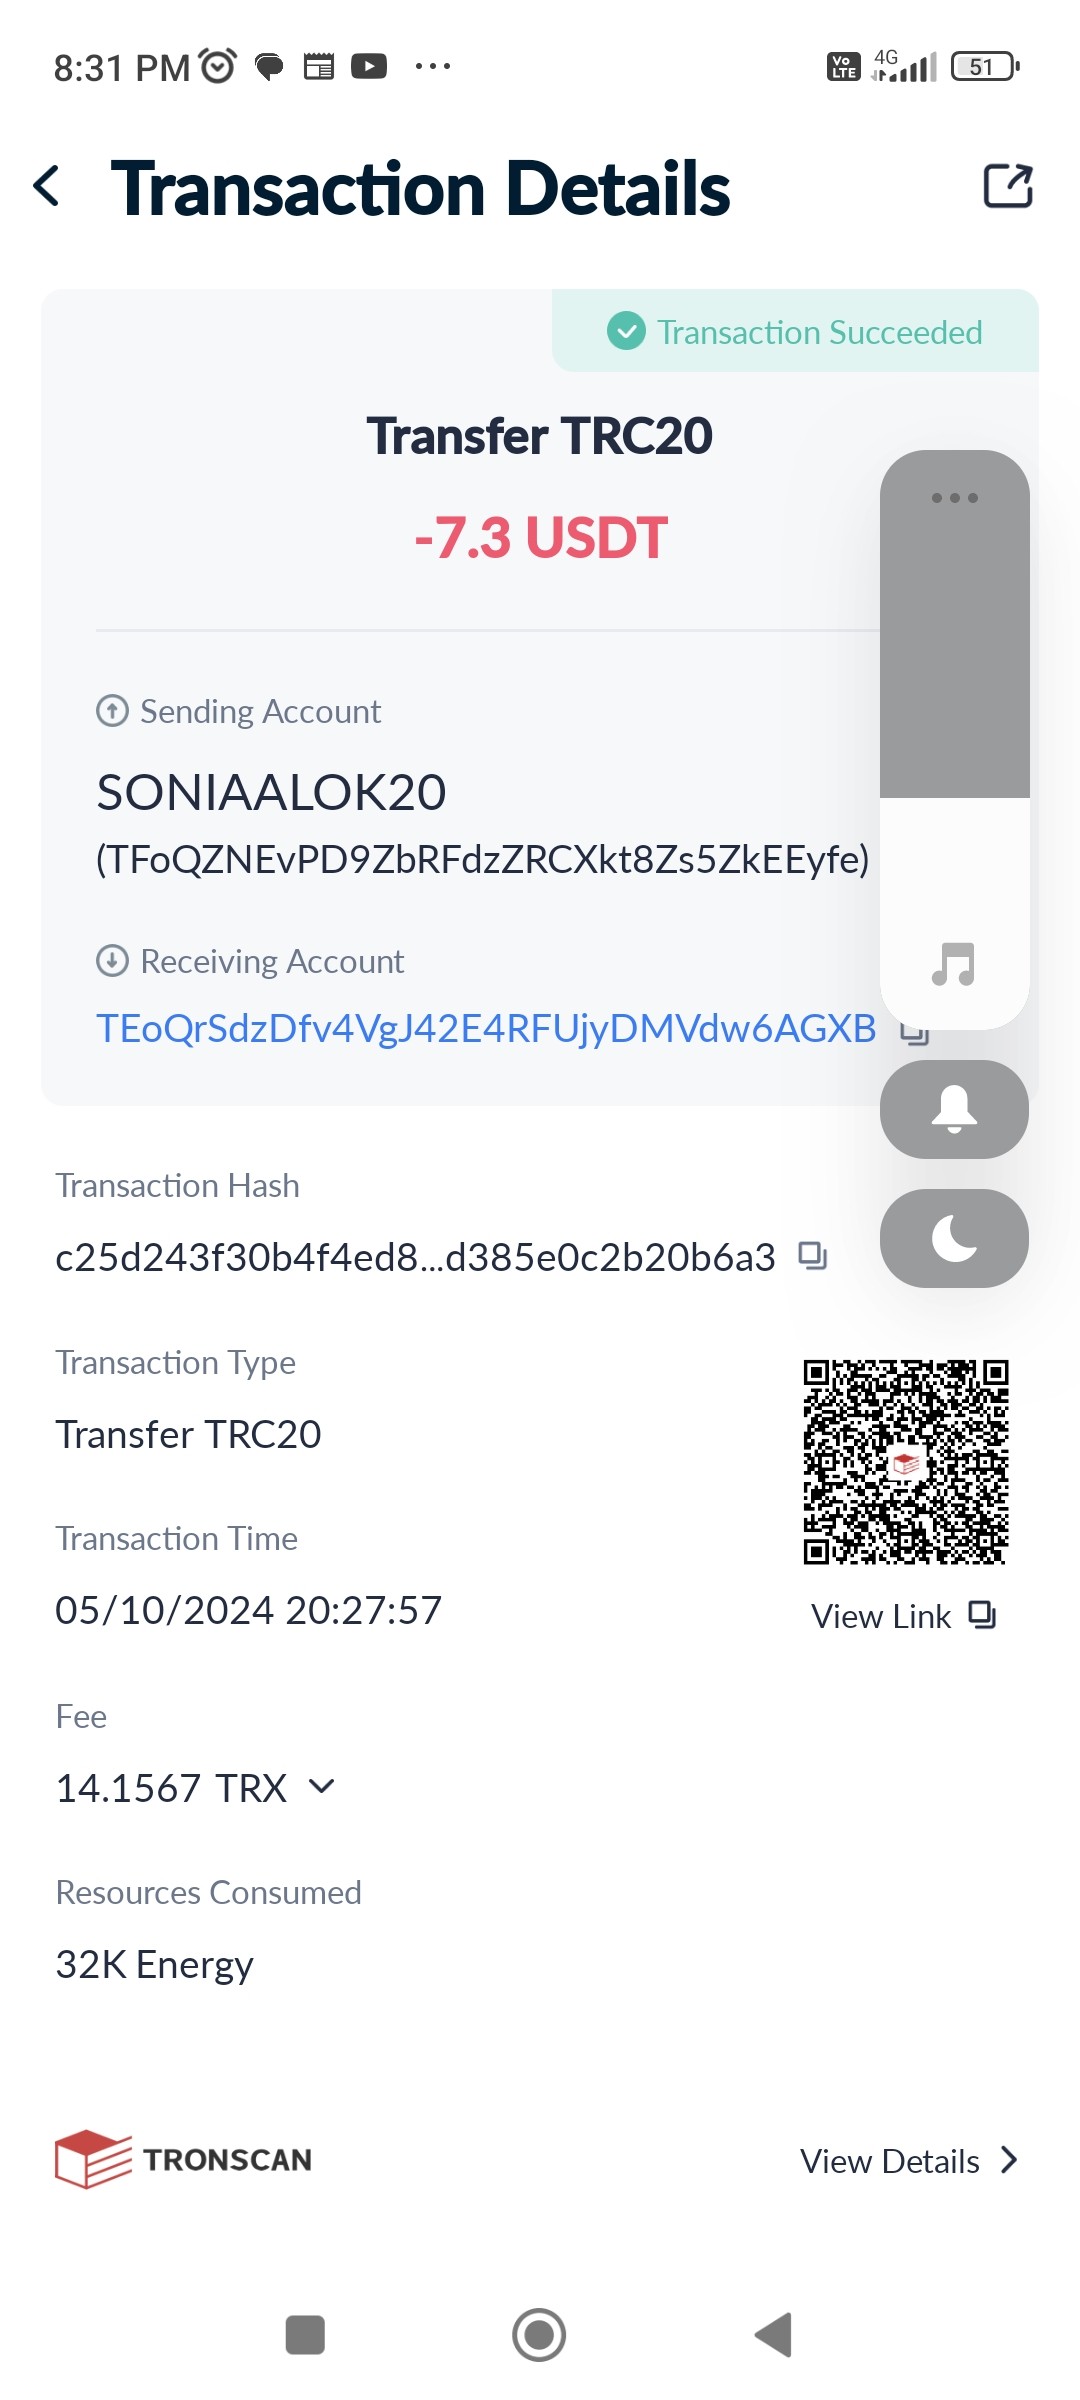 8:31 PM
Vo LTE 4G 51
Transaction Details
Transaction Succeeded
Transfer TRC20
-7.3 USDT
Sending Account
SONIAALOK20
(TFoQZNEvPD9ZbRFdzZRCXkt8Zs5ZkEEyfe)
Receiving Account
TEoQrSdzDfv4VgJ42E4RFUjyDMVdw6AGXB
Transaction Hash
c25d243f30b4f4ed8...d385e0c2b20b6a3
Transaction Type
Transfer TRC20
Transaction Time
05/10/2024 20:27:57
View Link
Fee
14.1567 TRX
Resources Consumed
32K Energy
TRONSCAN
View Details